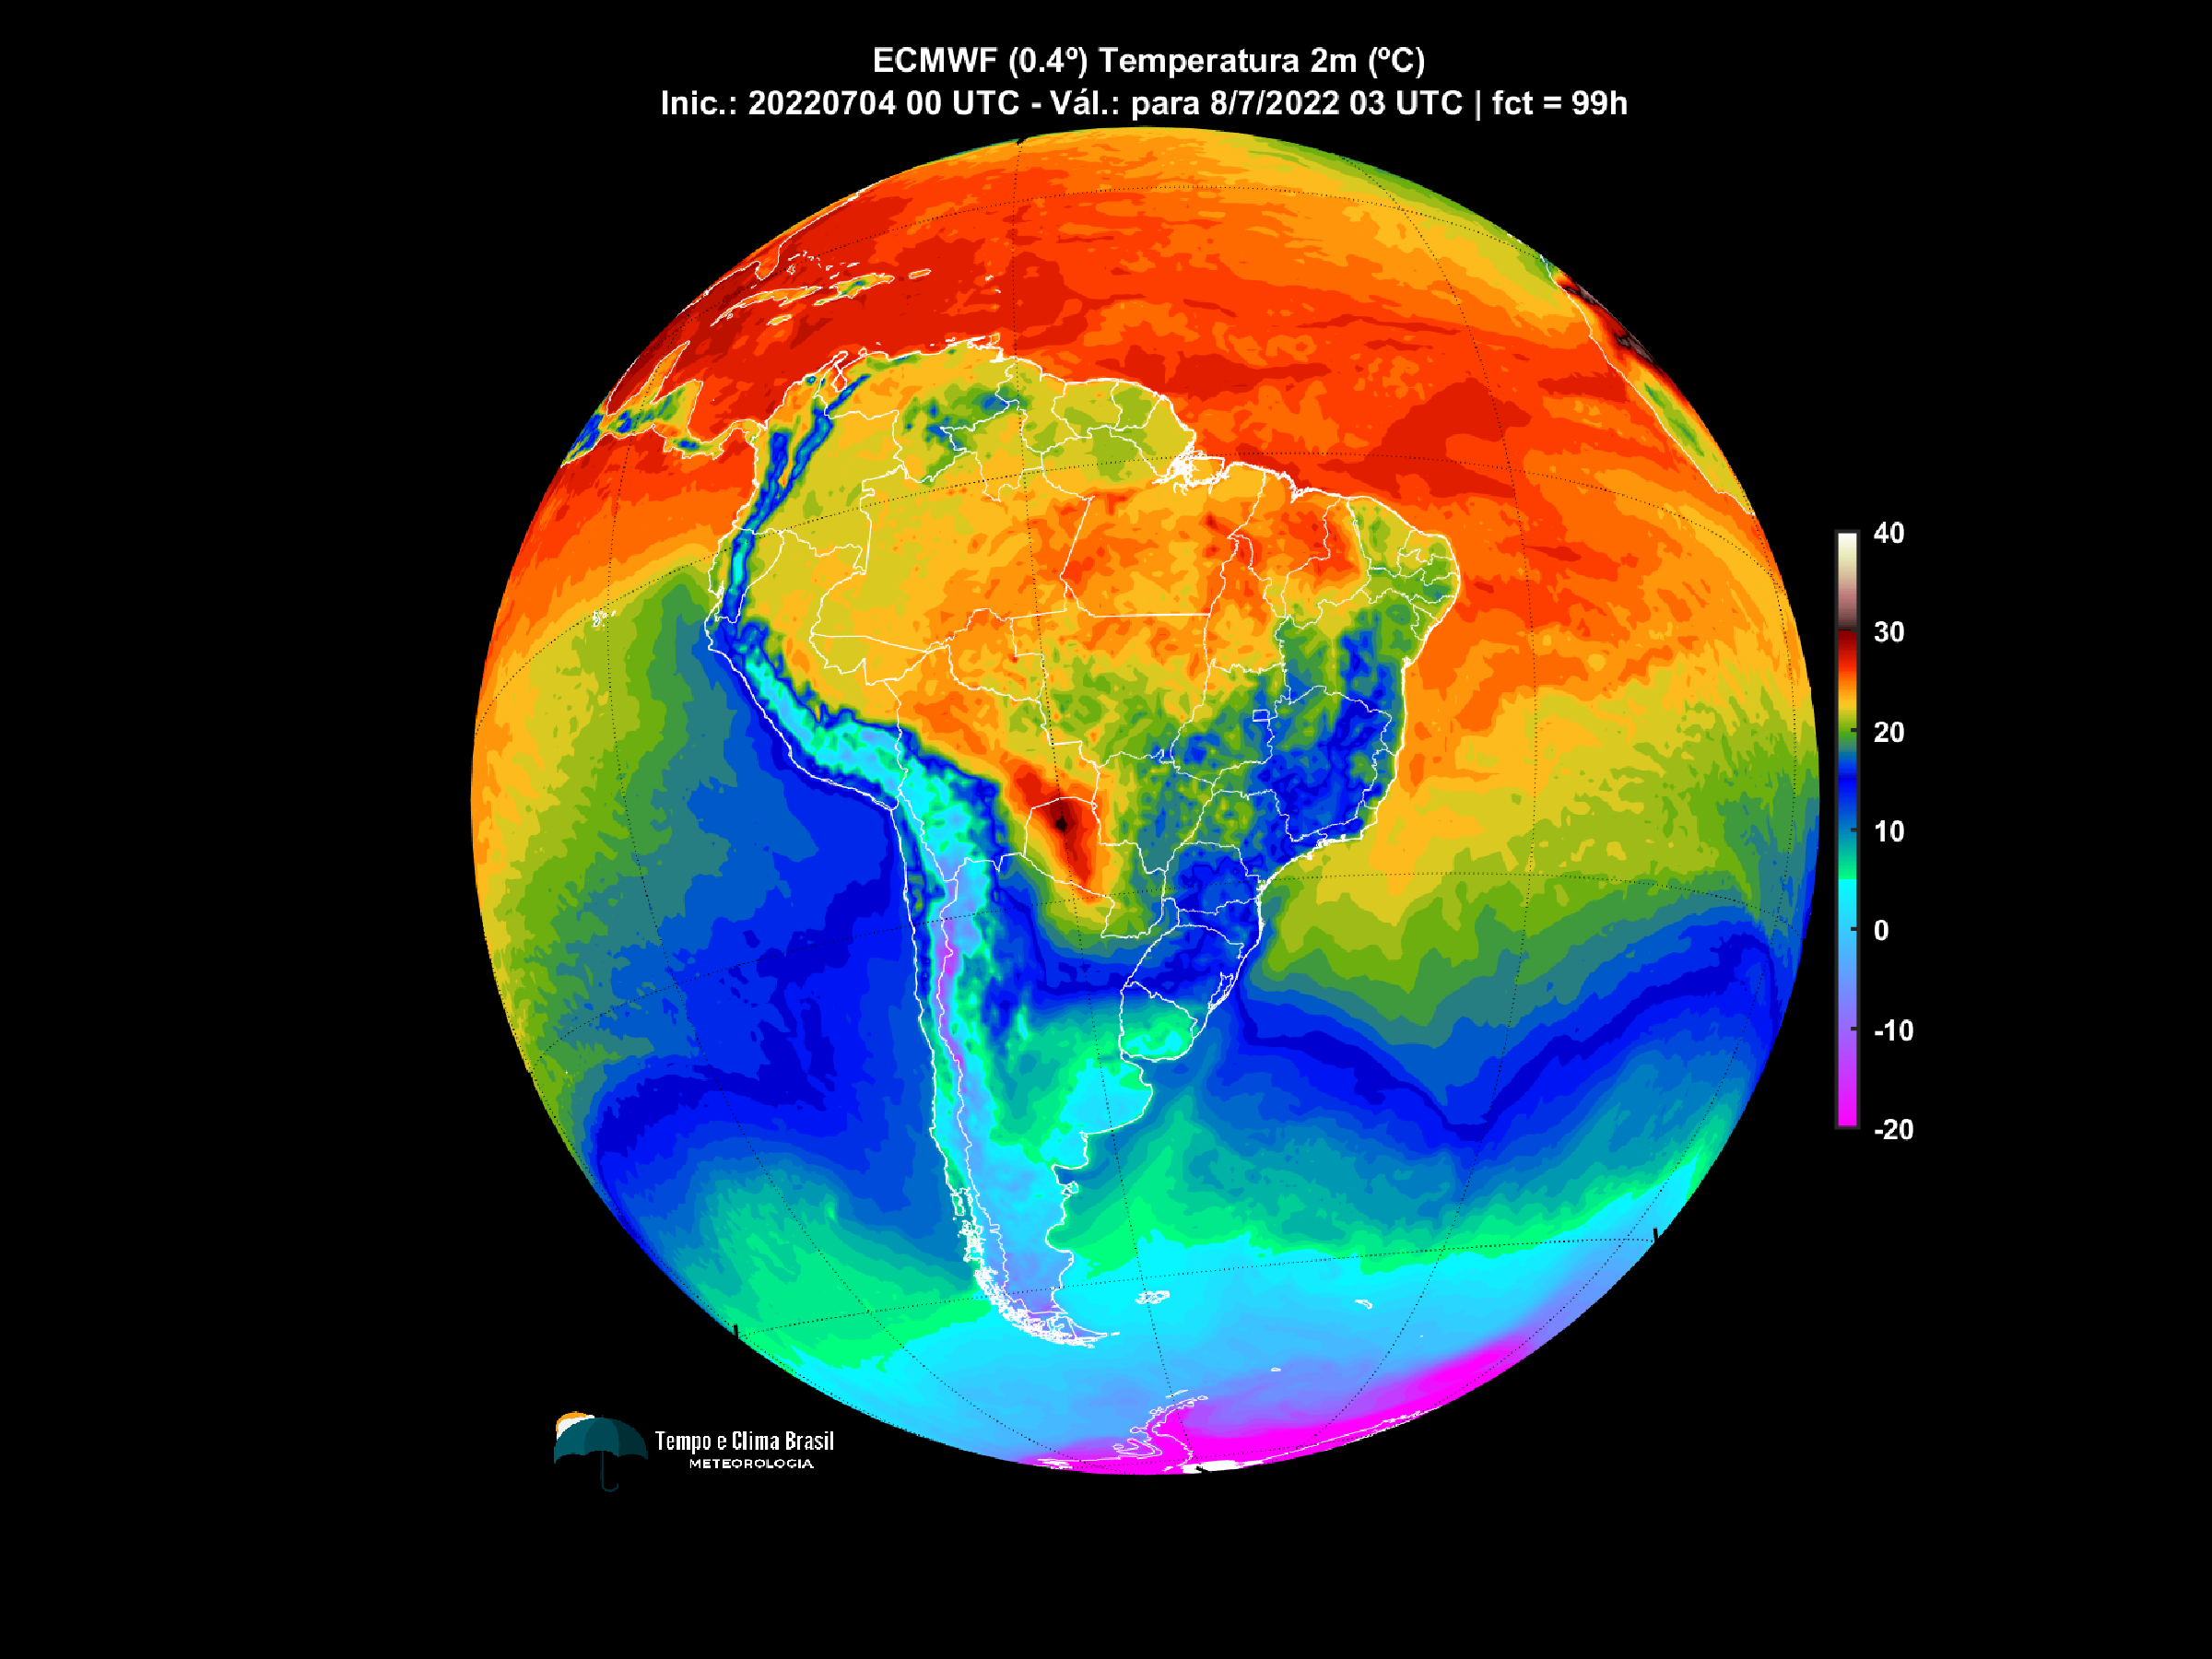 ECMWF (0.4º) Temperatura 2m (ºC)
Inic.: 20220704 00 UTC - Vál.: para 8/7/2022 03 UTC | fct = 99h
40
30
20
10
0
-10
-20
Tempo e Clima Brasil
METEOROLOGIA